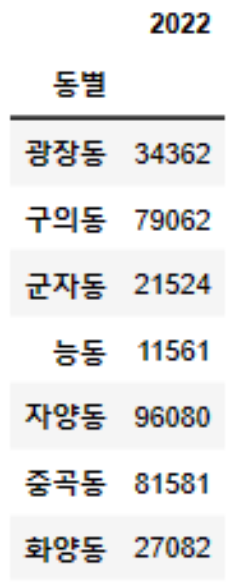 2022
동별
광장동 34362
구의동 79062
군자동 21524
능동 11561
자양동 96080
중곡동 81581
화양동 27082